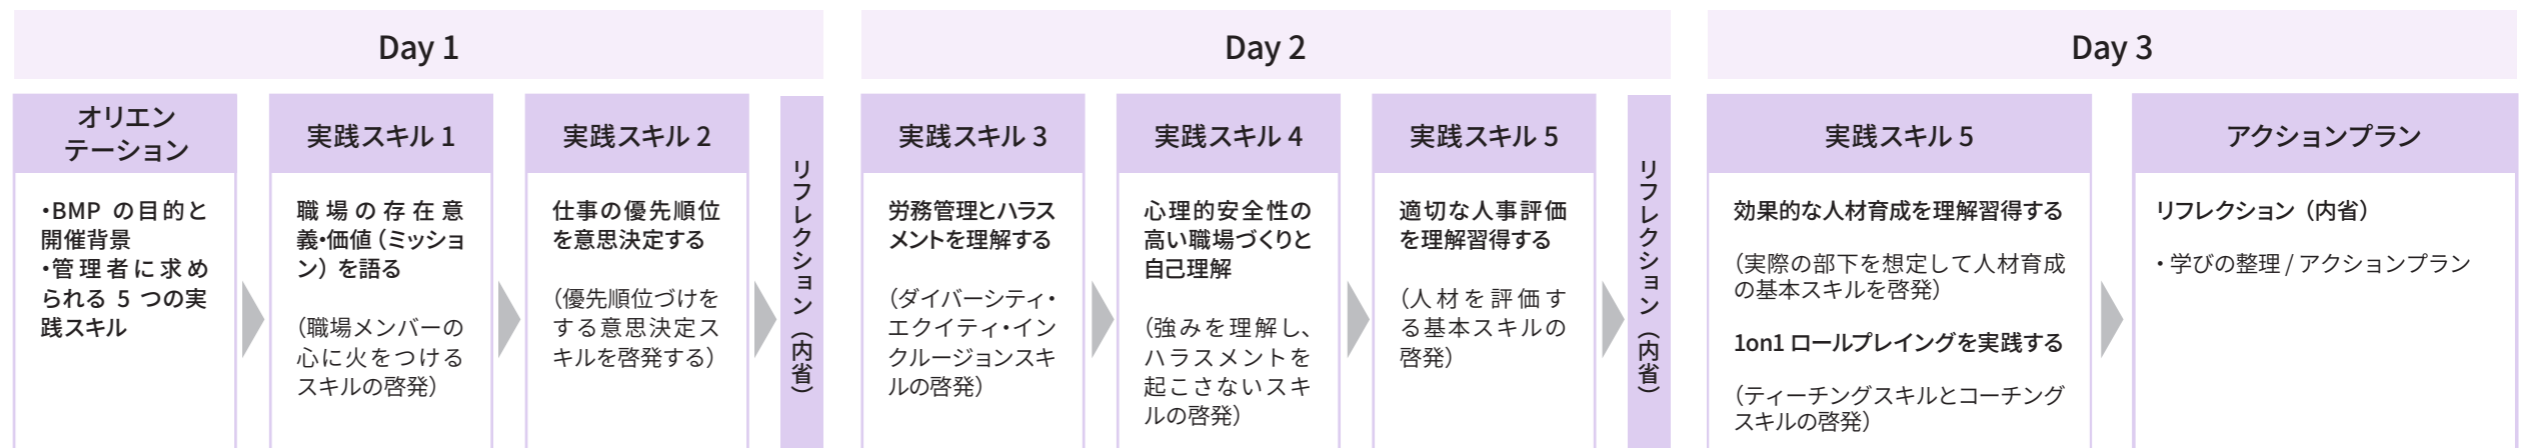 Day 1
オリエン
テーション
・BMP の目的と
開催背景
・管理者に求め
られる 5 つの実
践スキル
実践スキル 1
職場の存在意
義・価値（ミッショ
ン）を語る
（職場メンバーの
心に火をつける
スキルの啓発）
実践スキル 2
仕事の優先順位
を意思決定する
（優先順位づけを
する意思決定ス
キルを啓発する）
リフレクション（内省）
Day 2
実践スキル 3
労務管理とハラス
メントを理解する
（ダイバーシティ・
エクイティ・イン
クルージョンスキ
ルの啓発）
実践スキル 4
心理的安全性の
高い職場づくりと
自己理解
（強みを理解し、
ハラスメントを
起こさないスキ
ルの啓発）
実践スキル 5
適切な人事評価
を理解習得する
（人材を評価す
る基本スキルの
啓発）
リフレクション（内省）
Day 3
実践スキル 5
効果的な人材育成を理解習得する
（実際の部下を想定して人材育成
の基本スキルを啓発）
1on1 ロールプレイングを実践する
（ティーチングスキルとコーチング
スキルの啓発）
アクションプラン
リフレクション（内省）
・学びの整理 / アクションプラン